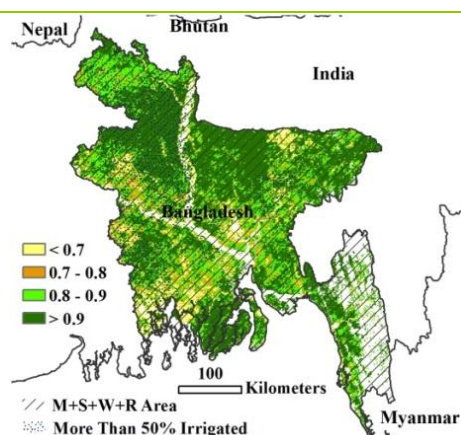 Nepal
Bhutan
India
Bangladesh
< 0.7
0.7 - 0.8
0.8 - 0.9
> 0.9
100
Kilometers
M+S+W+R Area
More Than 50% Irrigated
Myanmar